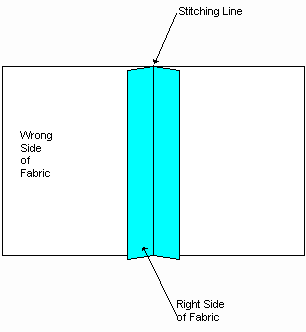 Stitching Line
Wrong
Side
of
Fabric
Right Side
of Fabric